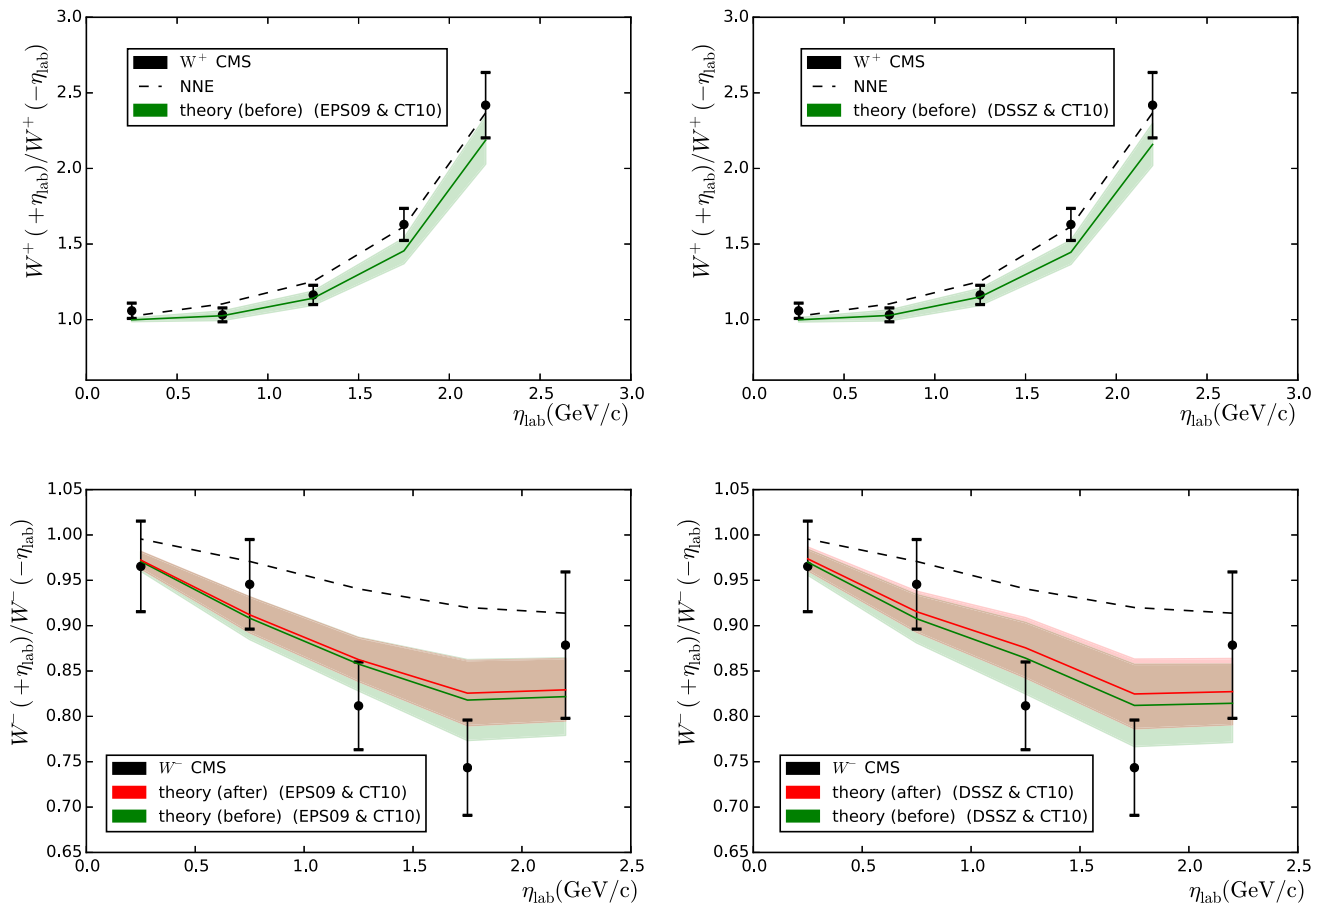 W⁺(+η_lab)/W⁺(−η_lab)
3.0
2.5
2.0
1.5
1.0
W⁺ CMS
NNE
theory (before) (EPS09 & CT10)
0.0 0.5 1.0 1.5 2.0 2.5 3.0
η_lab(GeV/c)
W⁺(+η_lab)/W⁺(−η_lab)
3.0
2.5
2.0
1.5
1.0
W⁺ CMS
NNE
theory (before) (DSSZ & CT10)
0.0 0.5 1.0 1.5 2.0 2.5 3.0
η_lab(GeV/c)
W⁻(+η_lab)/W⁻(−η_lab)
1.05
1.00
0.95
0.90
0.85
0.80
0.75
0.70
0.65
W⁻ CMS
theory (after) (EPS09 & CT10)
theory (before) (EPS09 & CT10)
0.0 0.5 1.0 1.5 2.0 2.5
η_lab(GeV/c)
W⁻(+η_lab)/W⁻(−η_lab)
1.05
1.00
0.95
0.90
0.85
0.80
0.75
0.70
0.65
W⁻ CMS
theory (after) (DSSZ & CT10)
theory (before) (DSSZ & CT10)
0.0 0.5 1.0 1.5 2.0 2.5
η_lab(GeV/c)